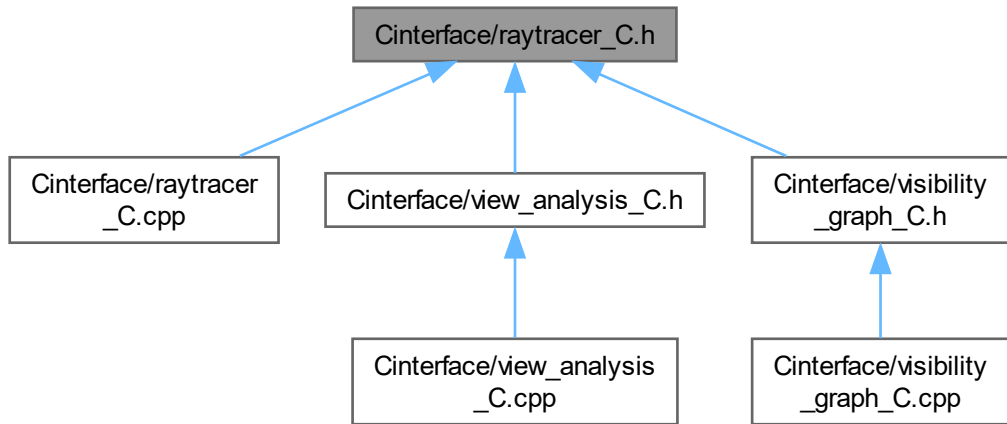 Cinterface/raytracer_C.h
Cinterface/raytracer
_C.cpp
Cinterface/view_analysis_C.h
Cinterface/visibility
_graph_C.h
Cinterface/view_analysis
_C.cpp
Cinterface/visibility
_graph_C.cpp